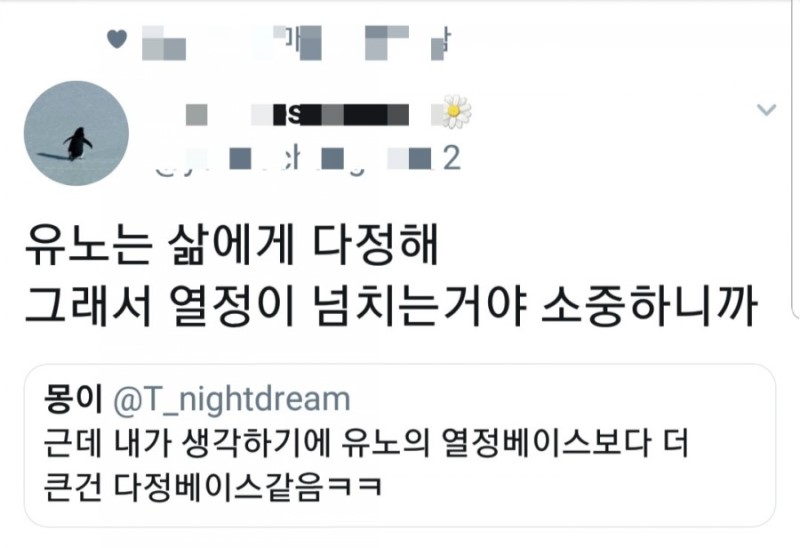 유노는 삶에게 다정해
그래서 열정이 넘치는거야 소중하니까
몽이 @T_nightdream
근데 내가 생각하기에 유노의 열정베이스보다 더
큰건 다정베이스같음ㅋㅋ